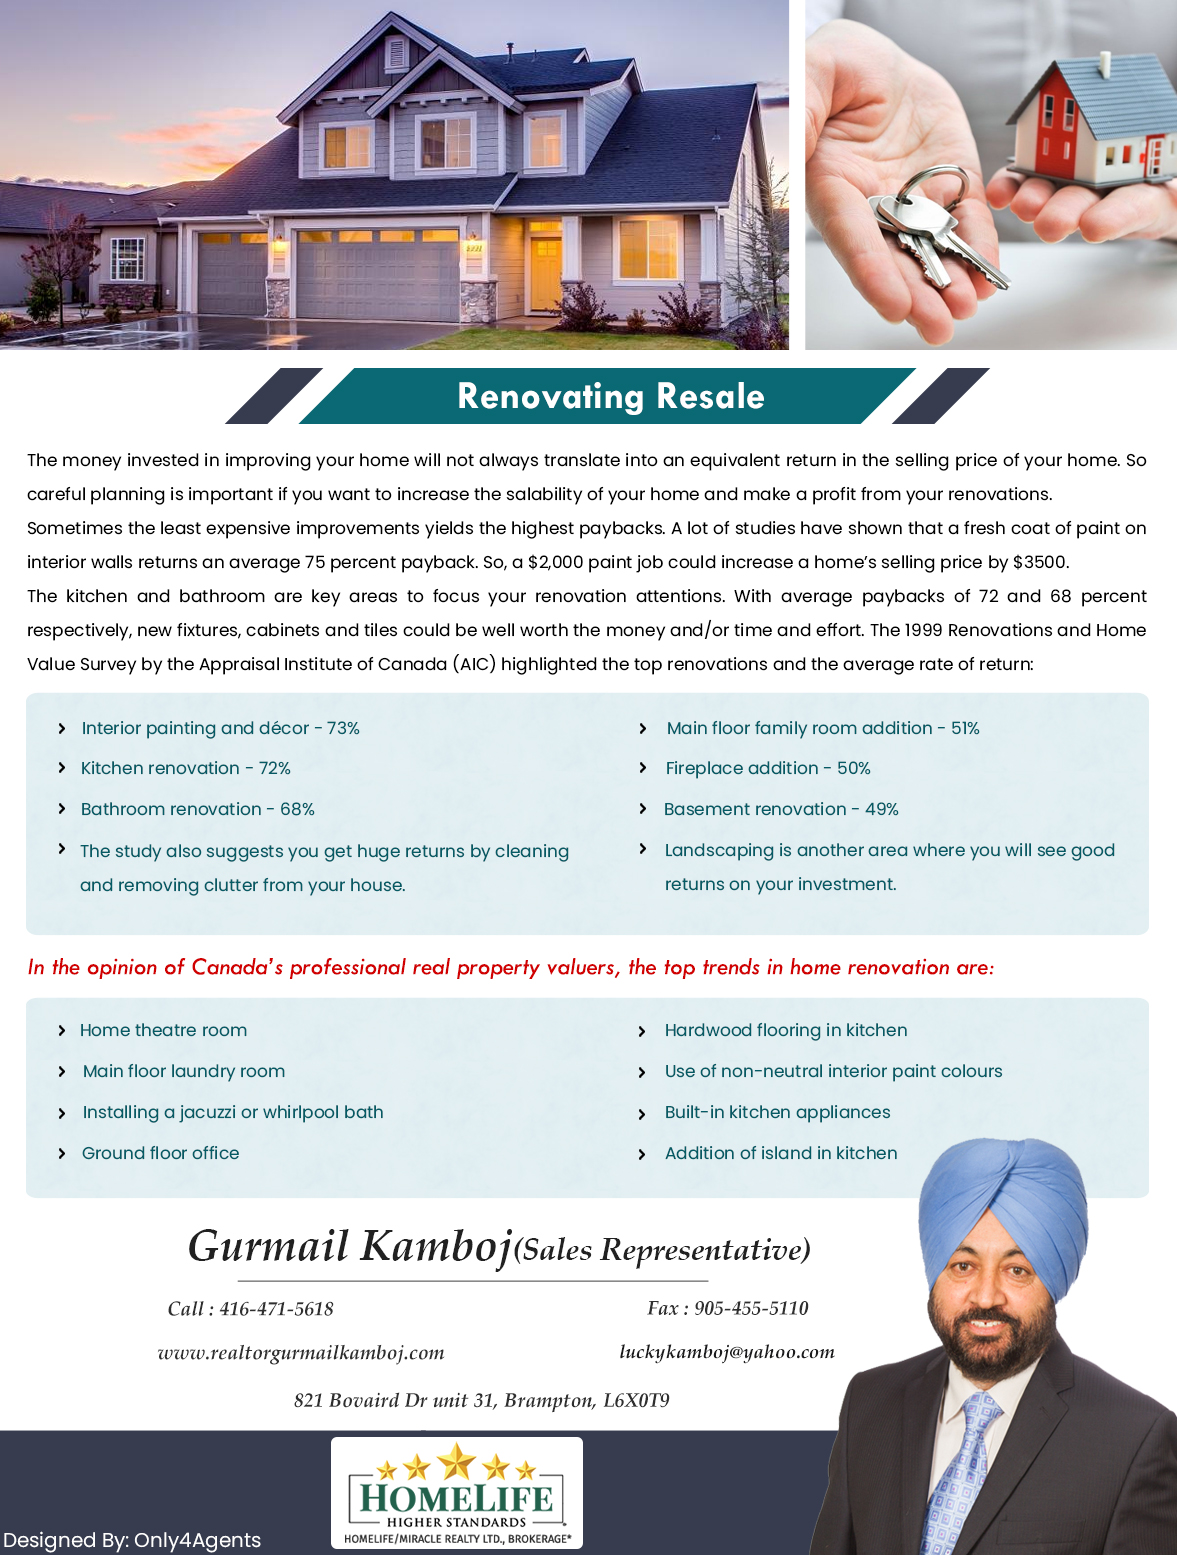 Renovating Resale
The money invested in improving your home will not always translate into an equivalent return in the selling price of your home. So
careful planning is important if you want to increase the salability of your home and make a profit from your renovations.
Sometimes the least expensive improvements yields the highest paybacks. A lot of studies have shown that a fresh coat of paint on
interior walls returns an average 75 percent payback. So, a $2,000 paint job could increase a home’s selling price by $3500.
The kitchen and bathroom are key areas to focus your renovation attentions. With average paybacks of 72 and 68 percent
respectively, new fixtures, cabinets and tiles could be well worth the money and/or time and effort. The 1999 Renovations and Home
Value Survey by the Appraisal Institute of Canada (AIC) highlighted the top renovations and the average rate of return:
Interior painting and décor - 73%
Kitchen renovation - 72%
Bathroom renovation - 68%
The study also suggests you get huge returns by cleaning
and removing clutter from your house.
Main floor family room addition - 51%
Fireplace addition - 50%
Basement renovation - 49%
Landscaping is another area where you will see good
returns on your investment.
In the opinion of Canada’s professional real property valuers, the top trends in home renovation are:
Home theatre room
Main floor laundry room
Installing a jacuzzi or whirlpool bath
Ground floor office
Hardwood flooring in kitchen
Use of non-neutral interior paint colours
Built-in kitchen appliances
Addition of island in kitchen
Gurmail Kamboj(Sales Representative)
Call : 416-471-5618
Fax : 905-455-5110
www.realtorgurmailkamboj.com
luckykamboj@yahoo.com
821 Bovaird Dr unit 31, Brampton, L6X0T9
HOMELIFE
HIGHER STANDARDS
HOMELIFE/MIRACLE REALTY LTD., BROKERAGE*
Designed By: Only4Agents